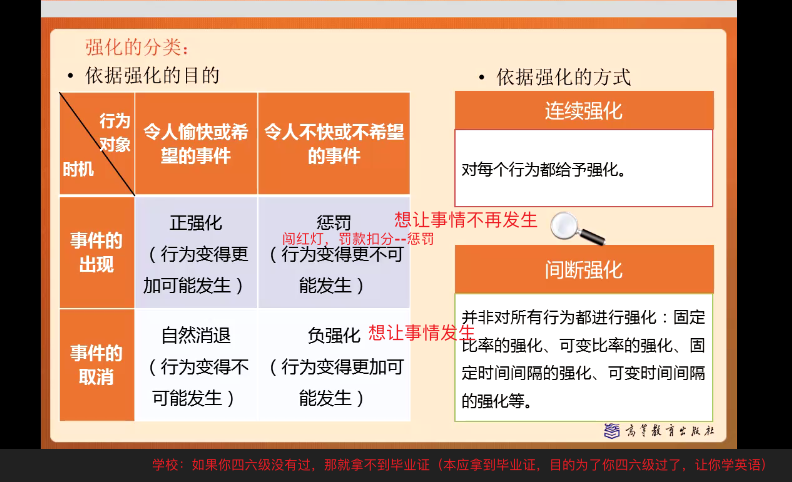 强化的分类：
• 依据强化的目的
• 依据强化的方式
行为
对象
时机
令人愉快或希
望的事件
令人不快或不希望
的事件
事件的
出现
正强化
（行为变得更
加可能发生）
惩罚
（行为变得更不可
能发生）
想让事情不再发生
闯红灯，罚款扣分--惩罚
事件的
取消
自然消退
（行为变得不
可能发生）
负强化
（行为变得更加可
能发生）
想让事情发生
连续强化
对每个行为都给予强化。
间断强化
并非对所有行为都进行强化：固定
比率的强化、可变比率的强化、固
定时间间隔的强化、可变时间间隔
的强化等。
高等教育出版社
学校：如果你四六级没有过，那就拿不到毕业证（本应拿到毕业证，目的为了你四六级过了，让你学英语）